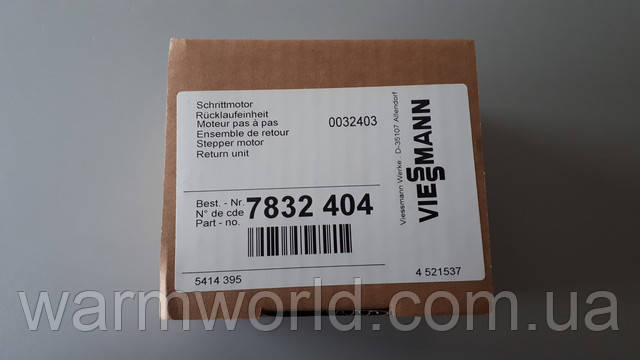 Schrittmotor
Rücklaufeinheit
Moteur pas à pas
Ensemble de retour
Stepper motor
Return unit
0032403
Best. - Nr.
N° de cde
Part - no.
7832 404
5414 395
4 521537
Viessmann Werke D-35107 Allendorf
VIESSMANN
warmworld.com.ua